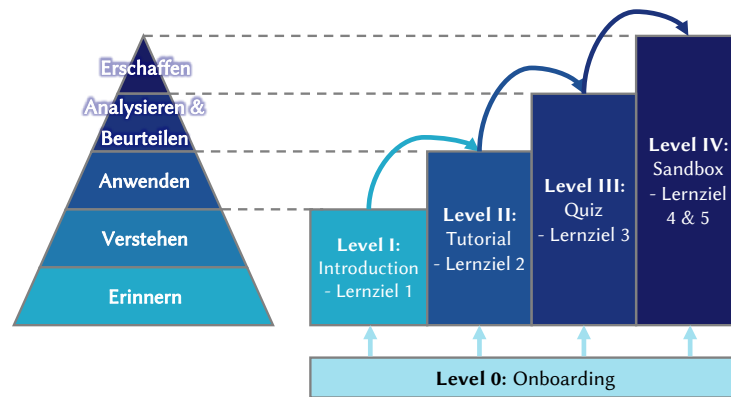 Erschaffen
Analysieren &
Beurteilen
Anwenden
Verstehen
Erinnern
Level I:
Introduction
- Lernziel 1
Level II:
Tutorial
- Lernziel 2
Level III:
Quiz
- Lernziel 3
Level IV:
Sandbox
- Lernziel
4 & 5
Level 0: Onboarding